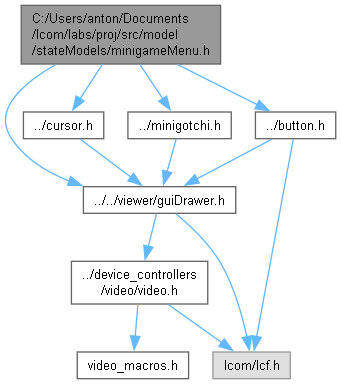 C:/Users/anton/Documents
/lcom/labs/proj/src/model
/stateModels/minigameMenu.h
../cursor.h
../minigotchi.h
../button.h
../../viewer/guiDrawer.h
../device_controllers
/video/video.h
video_macros.h
lcom/lcf.h